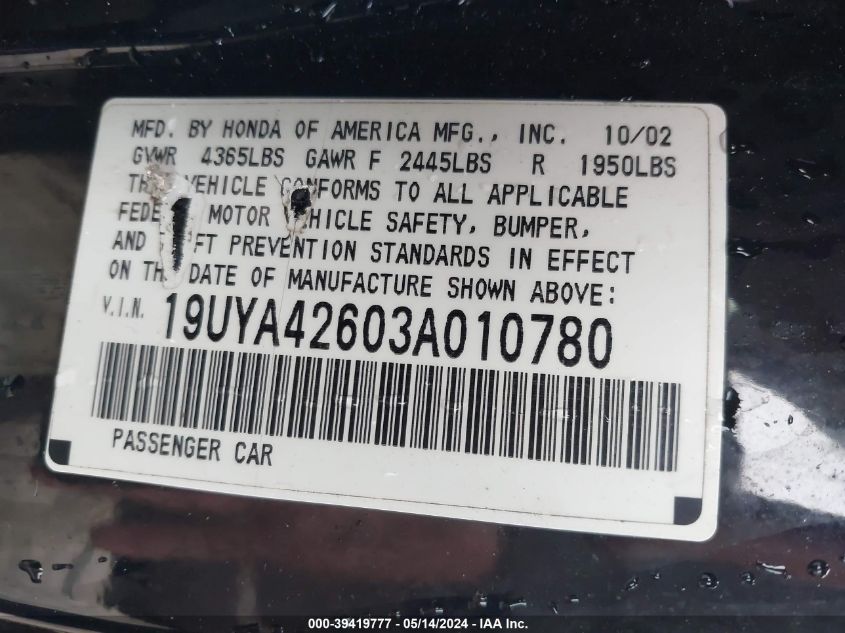 MFD. BY HONDA OF AMERICA MFG., INC. 10/02
GVWR 4365LBS GAWR F 2445LBS R 1950LBS
VEHICLE CONFORMS TO ALL APPLICABLE
MOTOR VEHICLE SAFETY, BUMPER,
AND PREVENTION STANDARDS IN EFFECT
ON THE DATE OF MANUFACTURE SHOWN ABOVE:
V.I.N. 19UYA42603A010780
PASSENGER CAR
000-39419777 - 05/14/2024 - IAA Inc.